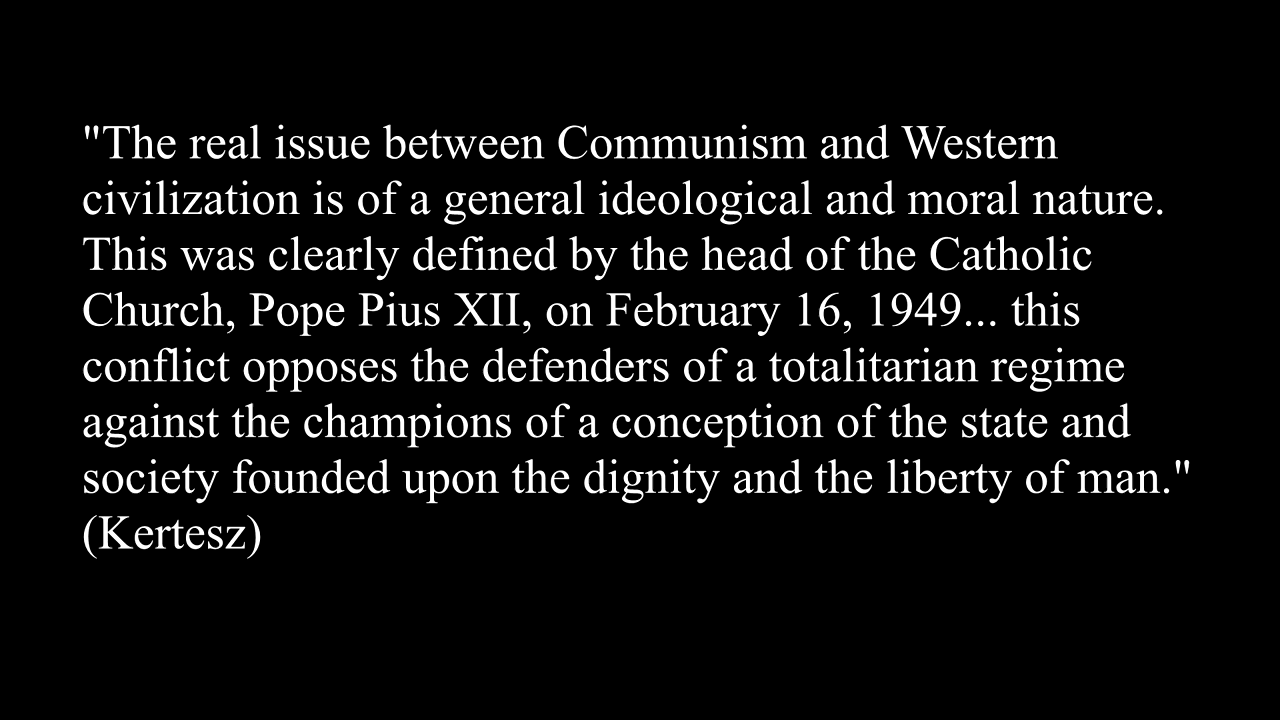 "The real issue between Communism and Western
civilization is of a general ideological and moral nature.
This was clearly defined by the head of the Catholic
Church, Pope Pius XII, on February 16, 1949... this
conflict opposes the defenders of a totalitarian regime
against the champions of a conception of the state and
society founded upon the dignity and the liberty of man."
(Kertesz)